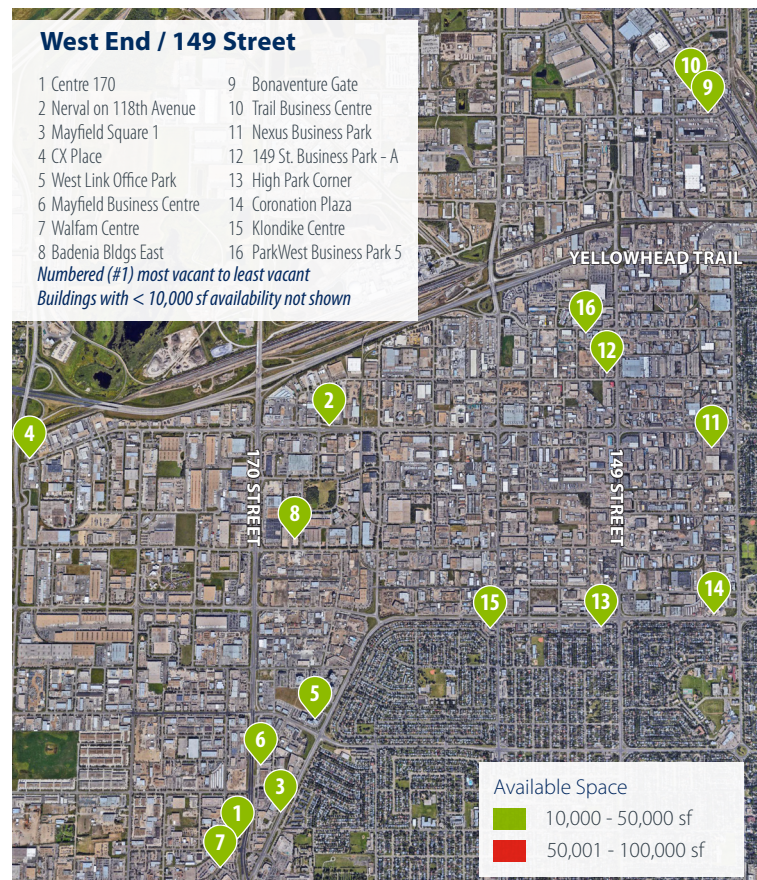 West End / 149 Street
1 Centre 170
2 Nerval on 118th Avenue
3 Mayfield Square 1
4 CX Place
5 West Link Office Park
6 Mayfield Business Centre
7 Walfam Centre
8 Badenia Bldgs East
9 Bonaventure Gate
10 Trail Business Centre
11 Nexus Business Park
12 149 St. Business Park - A
13 High Park Corner
14 Coronation Plaza
15 Klondike Centre
16 ParkWest Business Park 5
Numbered (#1) most vacant to least vacant
Buildings with < 10,000 sf availability not shown
10
9
YELLOWHEAD TRAIL
16
12
2
11
4
170 STREET
149 STREET
8
14
15
13
5
6
3
1
7
Available Space
10,000 - 50,000 sf
50,001 - 100,000 sf